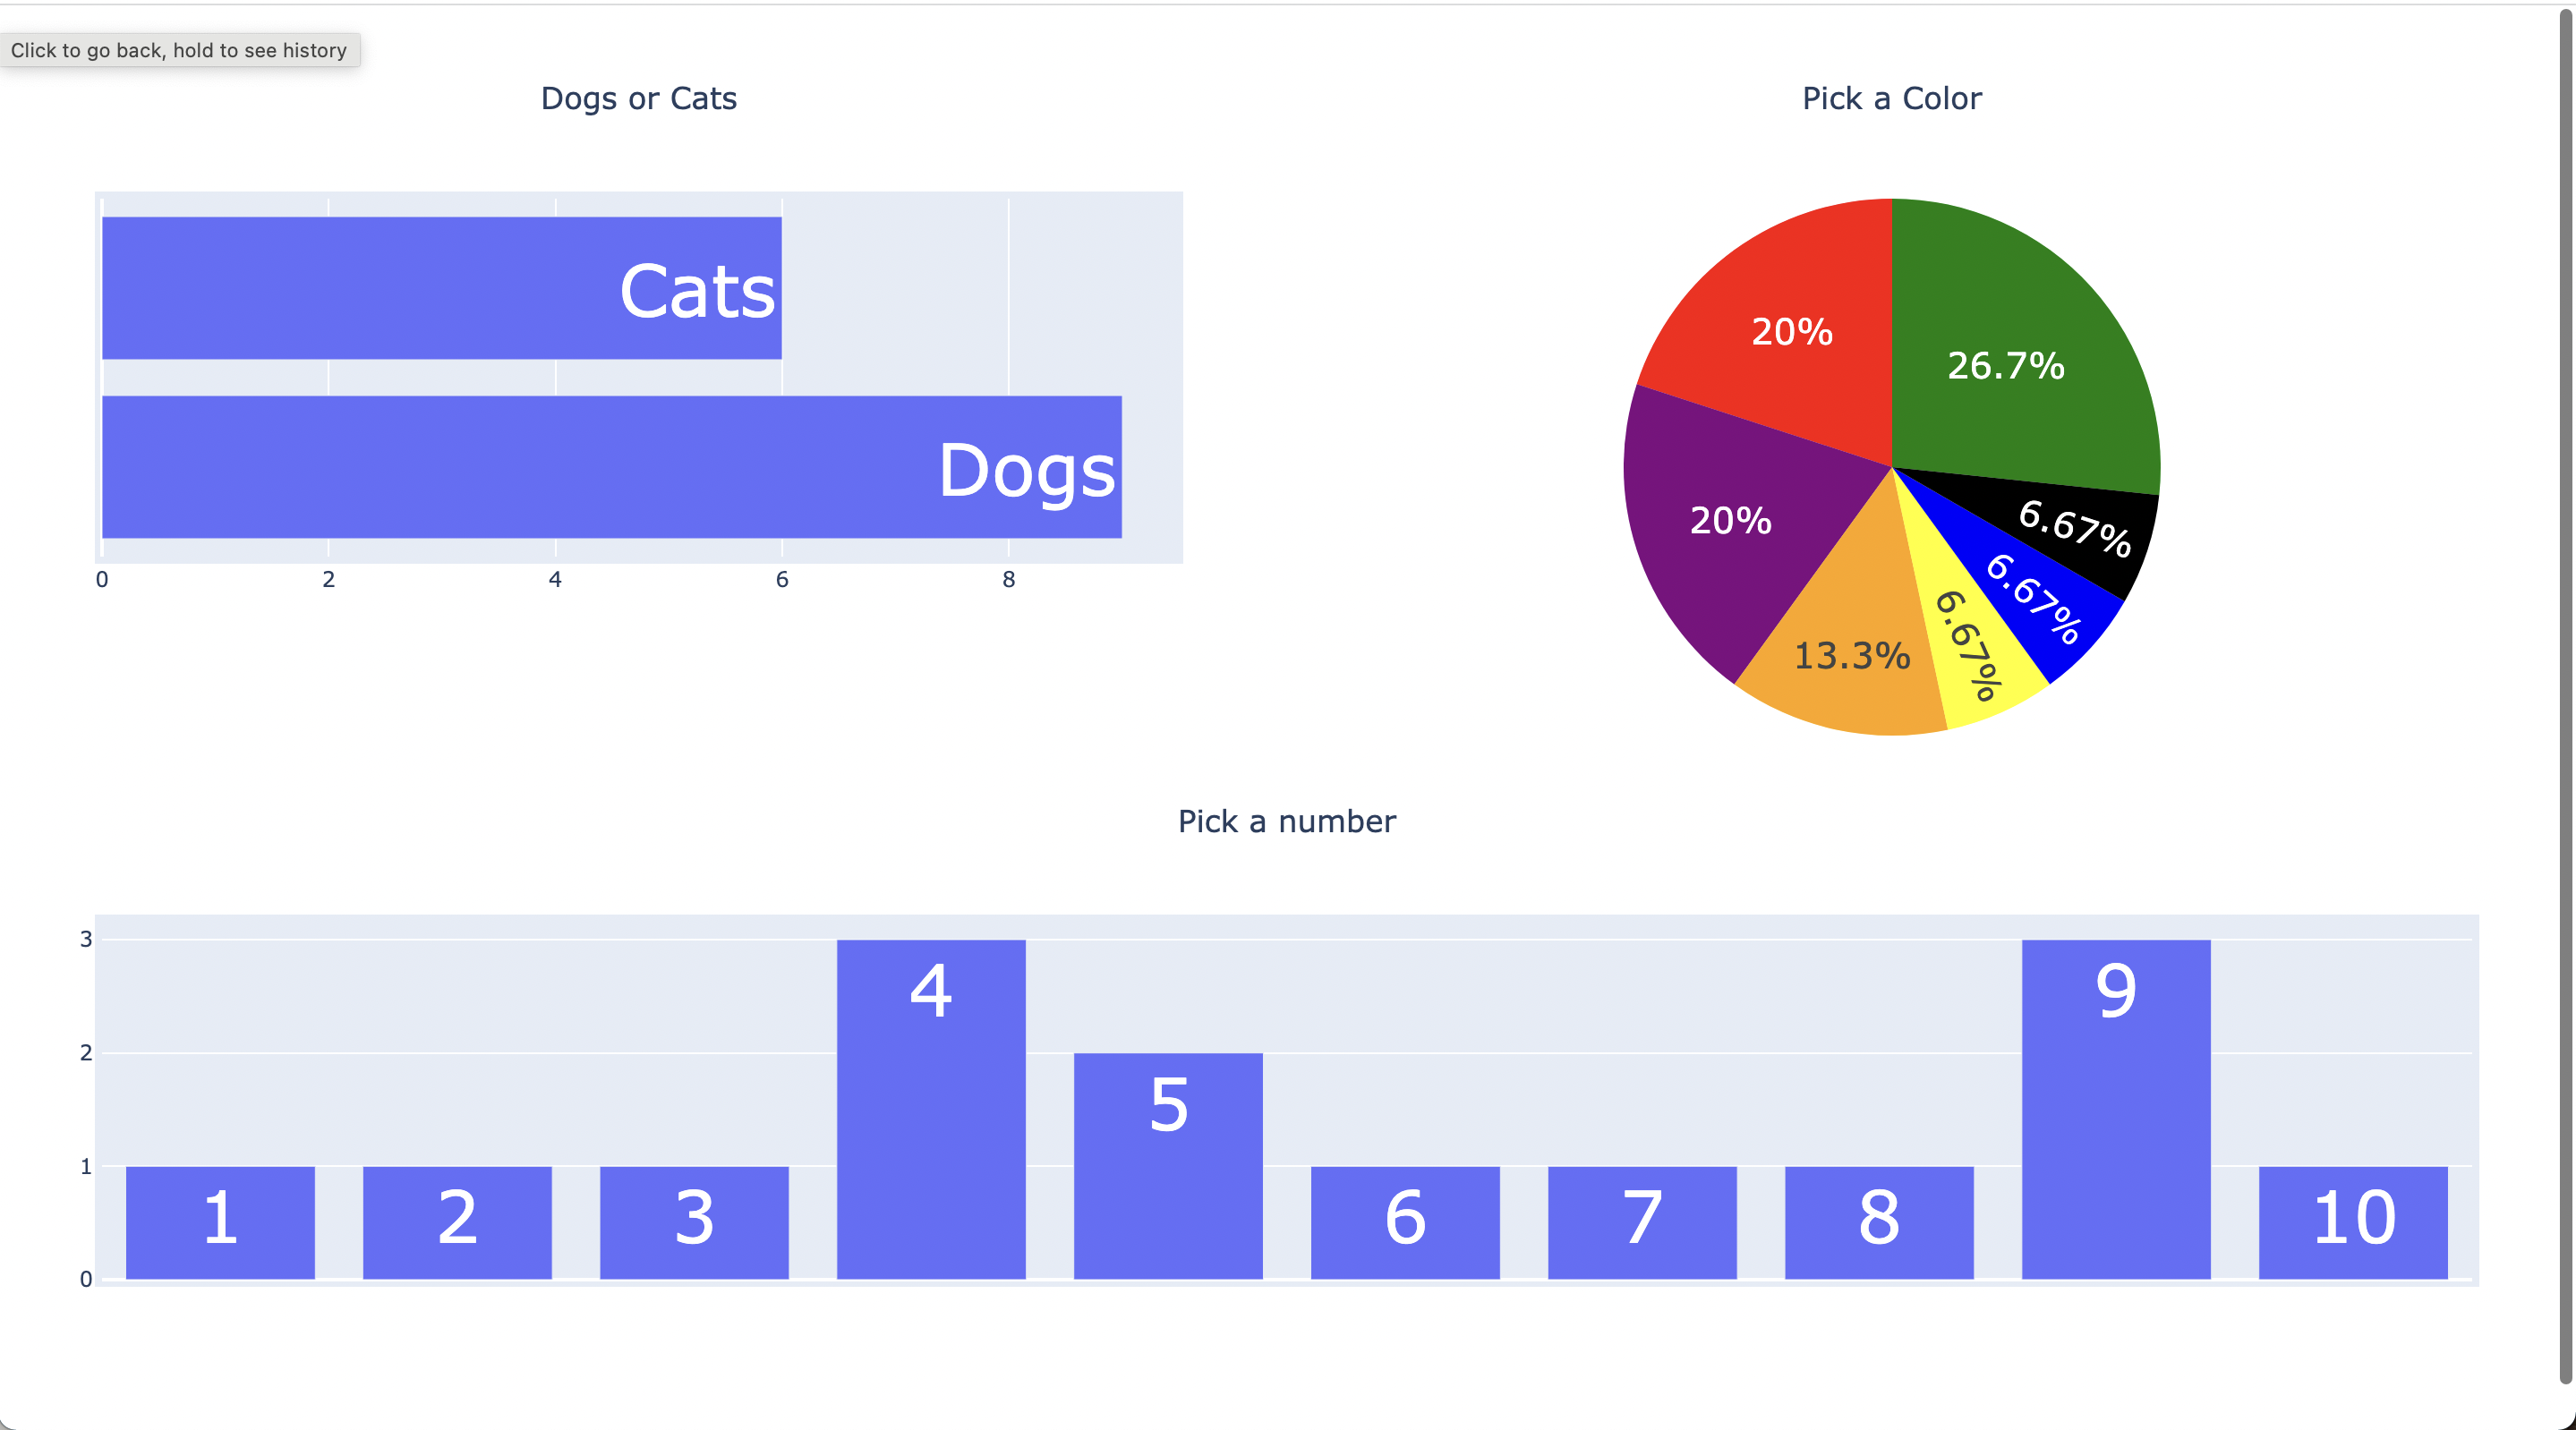 Click to go back, hold to see history
Dogs or Cats
Cats
Dogs
0 2 4 6 8
Pick a Color
20%
26.7%
20%
6.67%
6.67%
6.67%
13.3%
Pick a number
3
2
1
0
1 2 3 4 5 6 7 8 9 10